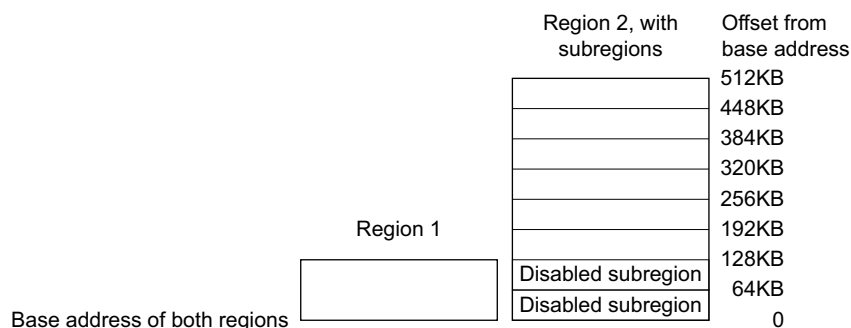 Region 2, with
subregions
Offset from
base address
512KB
448KB
384KB
320KB
256KB
Region 1
192KB
128KB
Disabled subregion
64KB
Disabled subregion
Base address of both regions
0